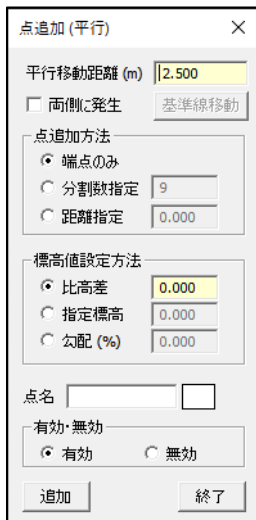 点追加 (平行)
平行移動距離 (m) 2.500
両側に発生 基準線移動
点追加方法
端点のみ
分割数指定 9
距離指定 0.000
標高値設定方法
比高差 0.000
指定標高 0.000
勾配 (%) 0.000
点名
有効・無効
有効 無効
追加 終了